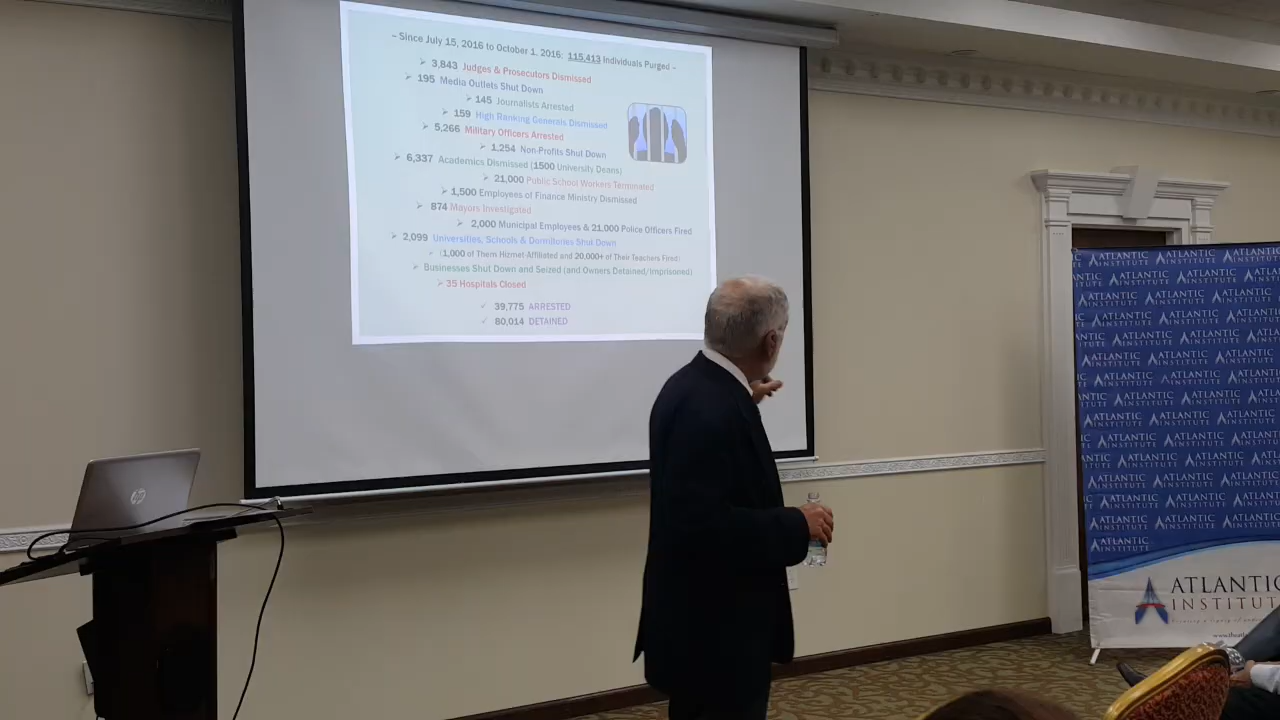 ~ Since July 15, 2016 to October 1, 2016: 115,413 Individuals Purged ~
3,843 Judges & Prosecutors Dismissed
195 Media Outlets Shut Down
145 Journalists Arrested
159 High Ranking Generals Dismissed
5,266 Military Officers Arrested
1,254 Non-Profits Shut Down
6,337 Academics Dismissed (1500 University Deans)
21,000 Public School Workers Terminated
1,500 Employees of Finance Ministry Dismissed
874 Mayors Investigated
2,000 Municipal Employees & 21,000 Police Officers Fired
2,099 Universities, Schools & Dormitories Shut Down
(1,000 of Them Hizmet-Affiliated and 20,000+ of Their Teachers Fired)
Businesses Shut Down and Seized (and Owners Detained/Imprisoned)
35 Hospitals Closed
39,775 ARRESTED
80,014 DETAINED
hp
ATLANTIC INSTITUTE
ATLANTIC
INSTITUTE